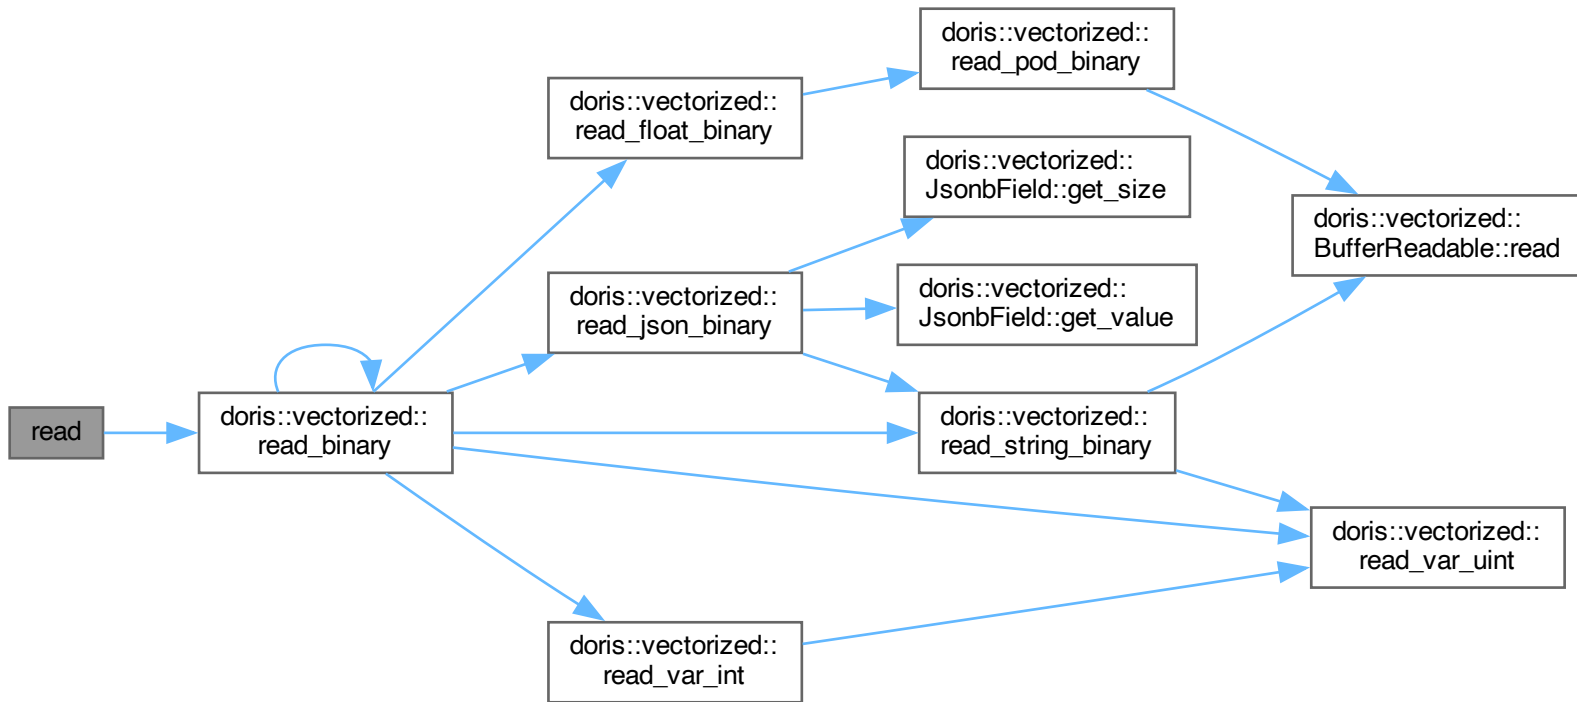 read
doris::vectorized::
read_binary
doris::vectorized::
read_float_binary
doris::vectorized::
read_json_binary
doris::vectorized::
read_var_int
doris::vectorized::
read_pod_binary
doris::vectorized::
JsonbField::get_size
doris::vectorized::
JsonbField::get_value
doris::vectorized::
read_string_binary
doris::vectorized::
BufferReadable::read
doris::vectorized::
read_var_uint